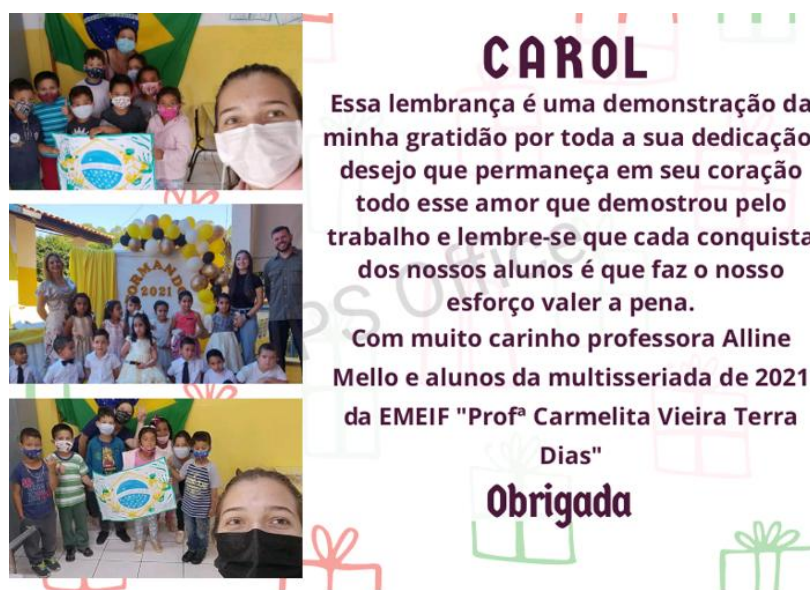 CAROL
Essa lembrança é uma demonstração da
minha gratidão por toda a sua dedicação
desejo que permaneça em seu coração
todo esse amor que demostrou pelo
trabalho e lembre-se que cada conquista
dos nossos alunos é que faz o nosso
esforço valer a pena.
Com muito carinho professora Alline
Mello e alunos da multisseriada de 2021
da EMEIF "Profª Carmelita Vieira Terra
Dias"
Obrigada
ORMANDO
2021
PS Office